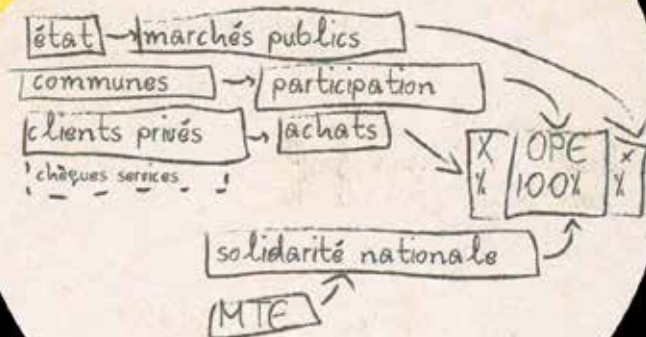 état → marchés publics
communes → participation
clients privés → achats
chèques services
X OPE x
% 100% %
solidarité nationale
MTE